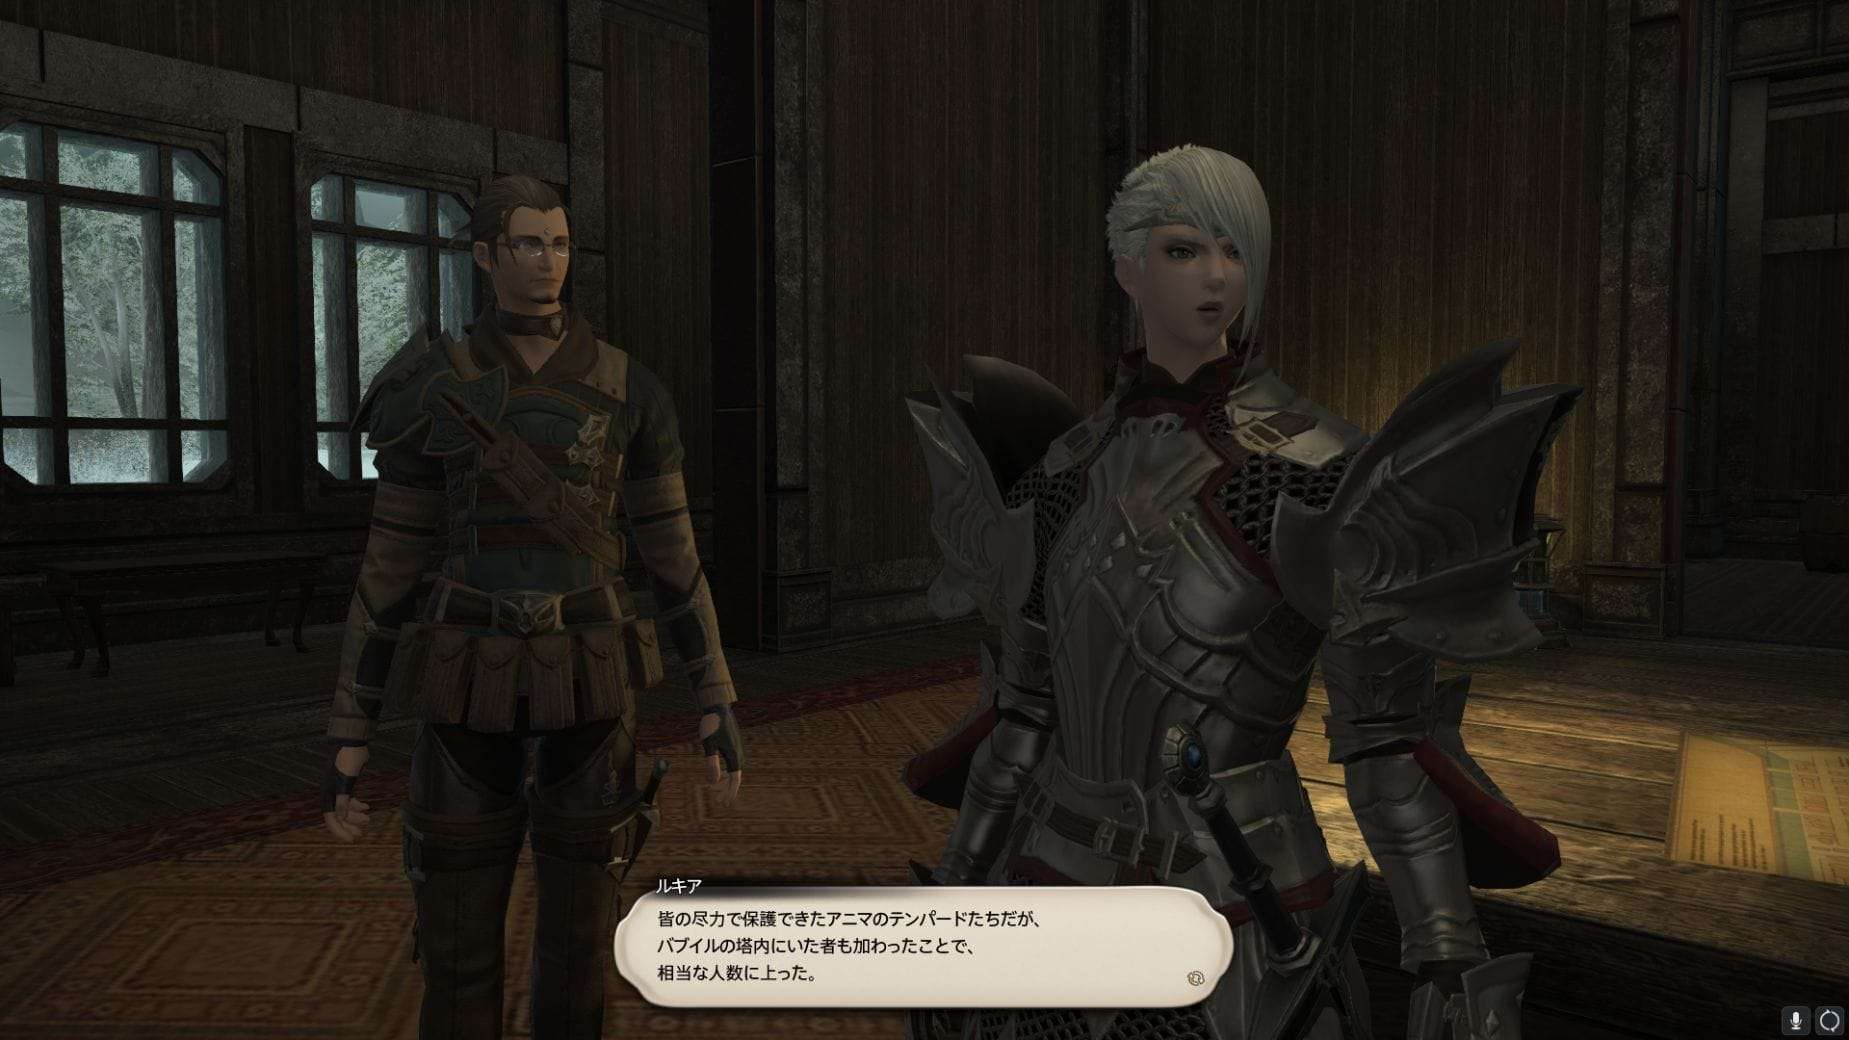 ルキア
皆の尽力で保護できたアニマのテンパードたちだが、
バブイルの塔内にいた者も加わったことで、
相当な人数に上った。